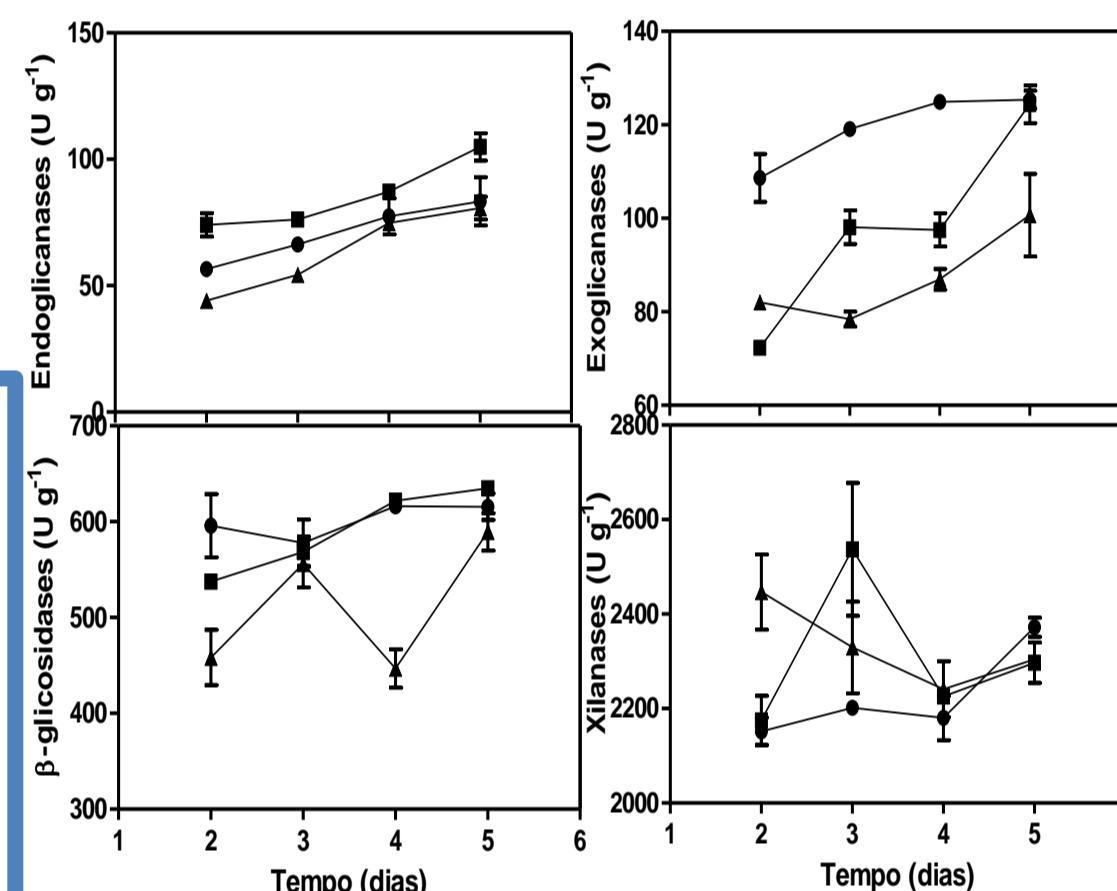 Endoglicanases (U g⁻¹)
150
100
50
0
Exoglicanases (U g⁻¹)
140
120
100
80
60
β-glicosidases (U g⁻¹)
700
600
500
400
300
1 2 3 4 5 6
Tempo (dias)
Xilanases (U g⁻¹)
2800
2600
2400
2200
2000
1 2 3 4 5
Tempo (dias)